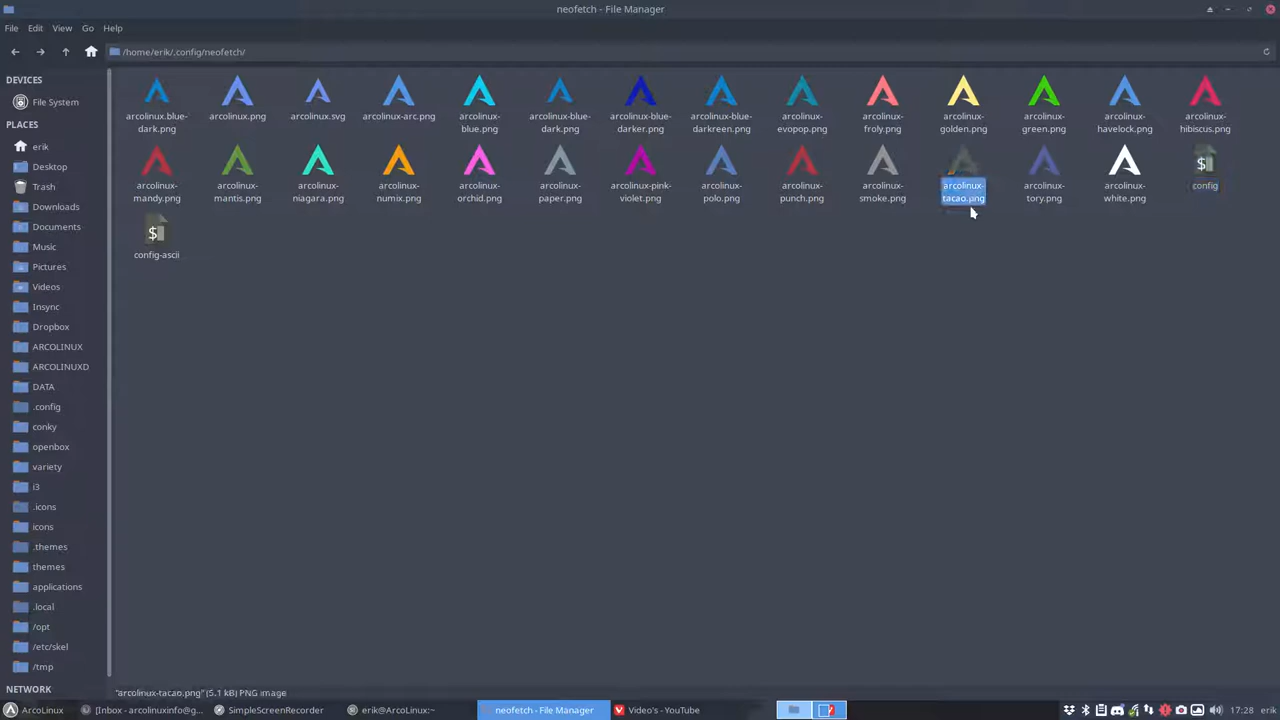 neofetch - File Manager
File Edit View Go Help
/home/erik/.config/neofetch/
DEVICES
File System
PLACES
erik
Desktop
Trash
Downloads
Documents
Music
Pictures
Videos
Insync
Dropbox
ARCOLINUX
ARCOLINUXD
DATA
.config
conky
openbox
variety
i3
.icons
icons
.themes
themes
applications
.local
/opt
/etc/skel
/tmp
NETWORK
arcolinux.blue-
dark.png
arcolinux.png
arcolinux.svg
arcolinux-arc.png
arcolinux-
blue.png
arcolinux-blue-
dark.png
arcolinux-blue-
darker.png
arcolinux-blue-
darkreen.png
arcolinux-
evopop.png
arcolinux-
froly.png
arcolinux-
golden.png
arcolinux-
green.png
arcolinux-
havelock.png
arcolinux-
hibiscus.png
arcolinux-
mandy.png
arcolinux-
mantis.png
arcolinux-
niagara.png
arcolinux-
numix.png
arcolinux-
orchid.png
arcolinux-
paper.png
arcolinux-pink-
violet.png
arcolinux-
polo.png
arcolinux-
punch.png
arcolinux-
smoke.png
arcolinux-
tacao.png
arcolinux-
tory.png
arcolinux-
white.png
$
config
$
config-ascii
"arcolinux-tacao.png" (5.1 kB) PNG image
ArcoLinux
[Inbox - arcolinuxinfo@g...
SimpleScreenRecorder
erik@ArcoLinux:~
neofetch - File Manager
Video's - YouTube
17:28
erik